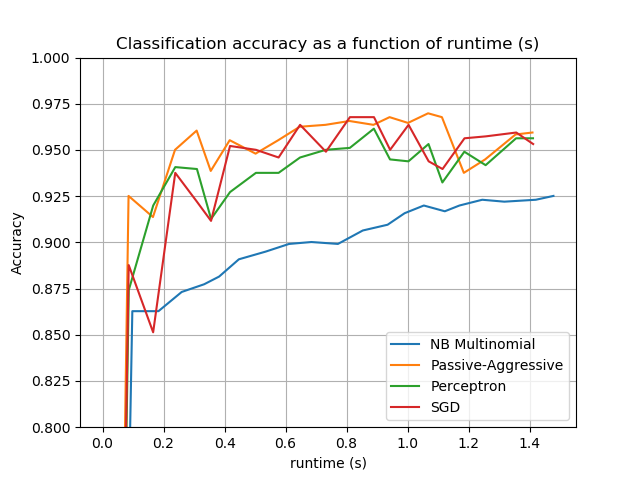 Classification accuracy as a function of runtime (s)
1.000
0.975
0.950
0.925
0.900
0.875
0.850
0.825
0.800
Accuracy
NB Multinomial
Passive-Aggressive
Perceptron
SGD
0.0 0.2 0.4 0.6 0.8 1.0 1.2 1.4
runtime (s)